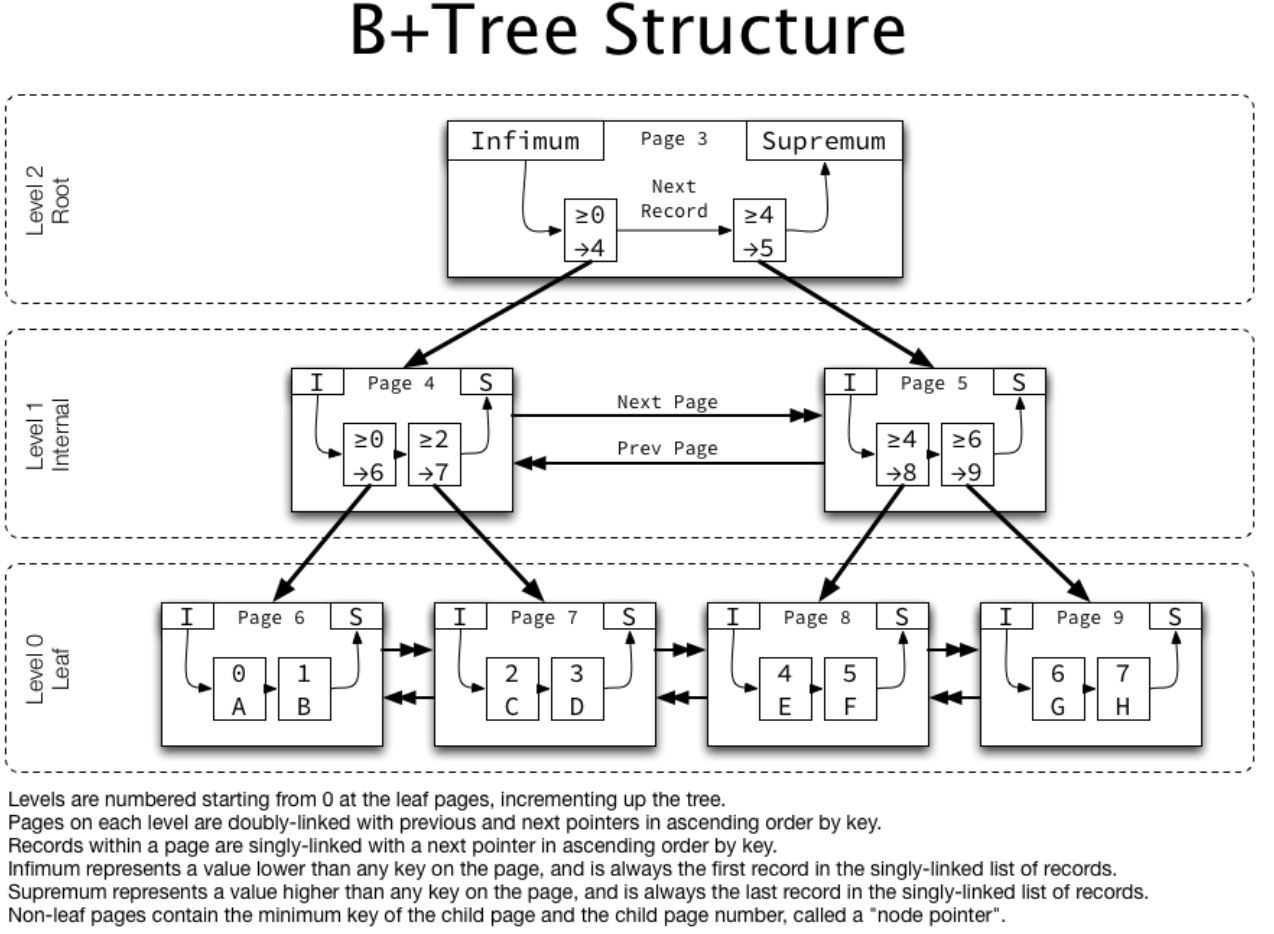 B+Tree Structure
Level 2
Root
Infimum
Page 3
Supremum
Next
Record
≥0
→4
≥4
→5
Level 1
Internal
I
Page 4
S
≥0
→6
≥2
→7
Next Page
Prev Page
I
Page 5
S
≥4
→8
≥6
→9
Level 0
Leaf
I
Page 6
S
0
A
1
B
I
Page 7
S
2
C
3
D
I
Page 8
S
4
E
5
F
I
Page 9
S
6
G
7
H
Levels are numbered starting from 0 at the leaf pages, incrementing up the tree.
Pages on each level are doubly-linked with previous and next pointers in ascending order by key.
Records within a page are singly-linked with a next pointer in ascending order by key.
Infimum represents a value lower than any key on the page, and is always the first record in the singly-linked list of records.
Supremum represents a value higher than any key on the page, and is always the last record in the singly-linked list of records.
Non-leaf pages contain the minimum key of the child page and the child page number, called a "node pointer".